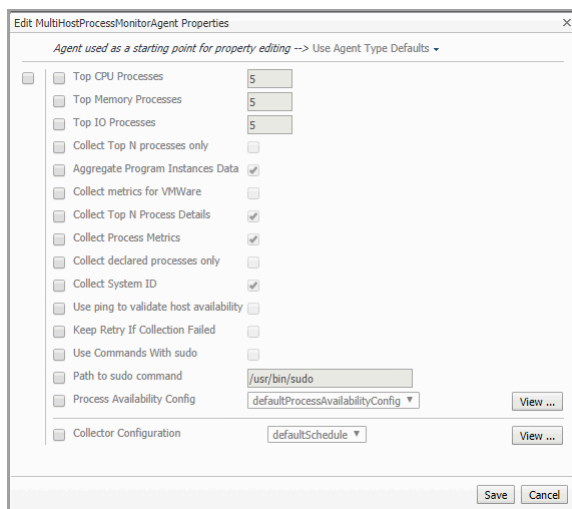 Edit MultiHostProcessMonitorAgent Properties ×
Agent used as a starting point for property editing --> Use Agent Type Defaults
Top CPU Processes 5
Top Memory Processes 5
Top IO Processes 5
Collect Top N processes only
Aggregate Program Instances Data
Collect metrics for VMWare
Collect Top N Process Details
Collect Process Metrics
Collect declared processes only
Collect System ID
Use ping to validate host availability
Keep Retry If Collection Failed
Use Commands With sudo
Path to sudo command /usr/bin/sudo
Process Availability Config defaultProcessAvailabilityConfig View ...
Collector Configuration defaultSchedule View ...
Save Cancel